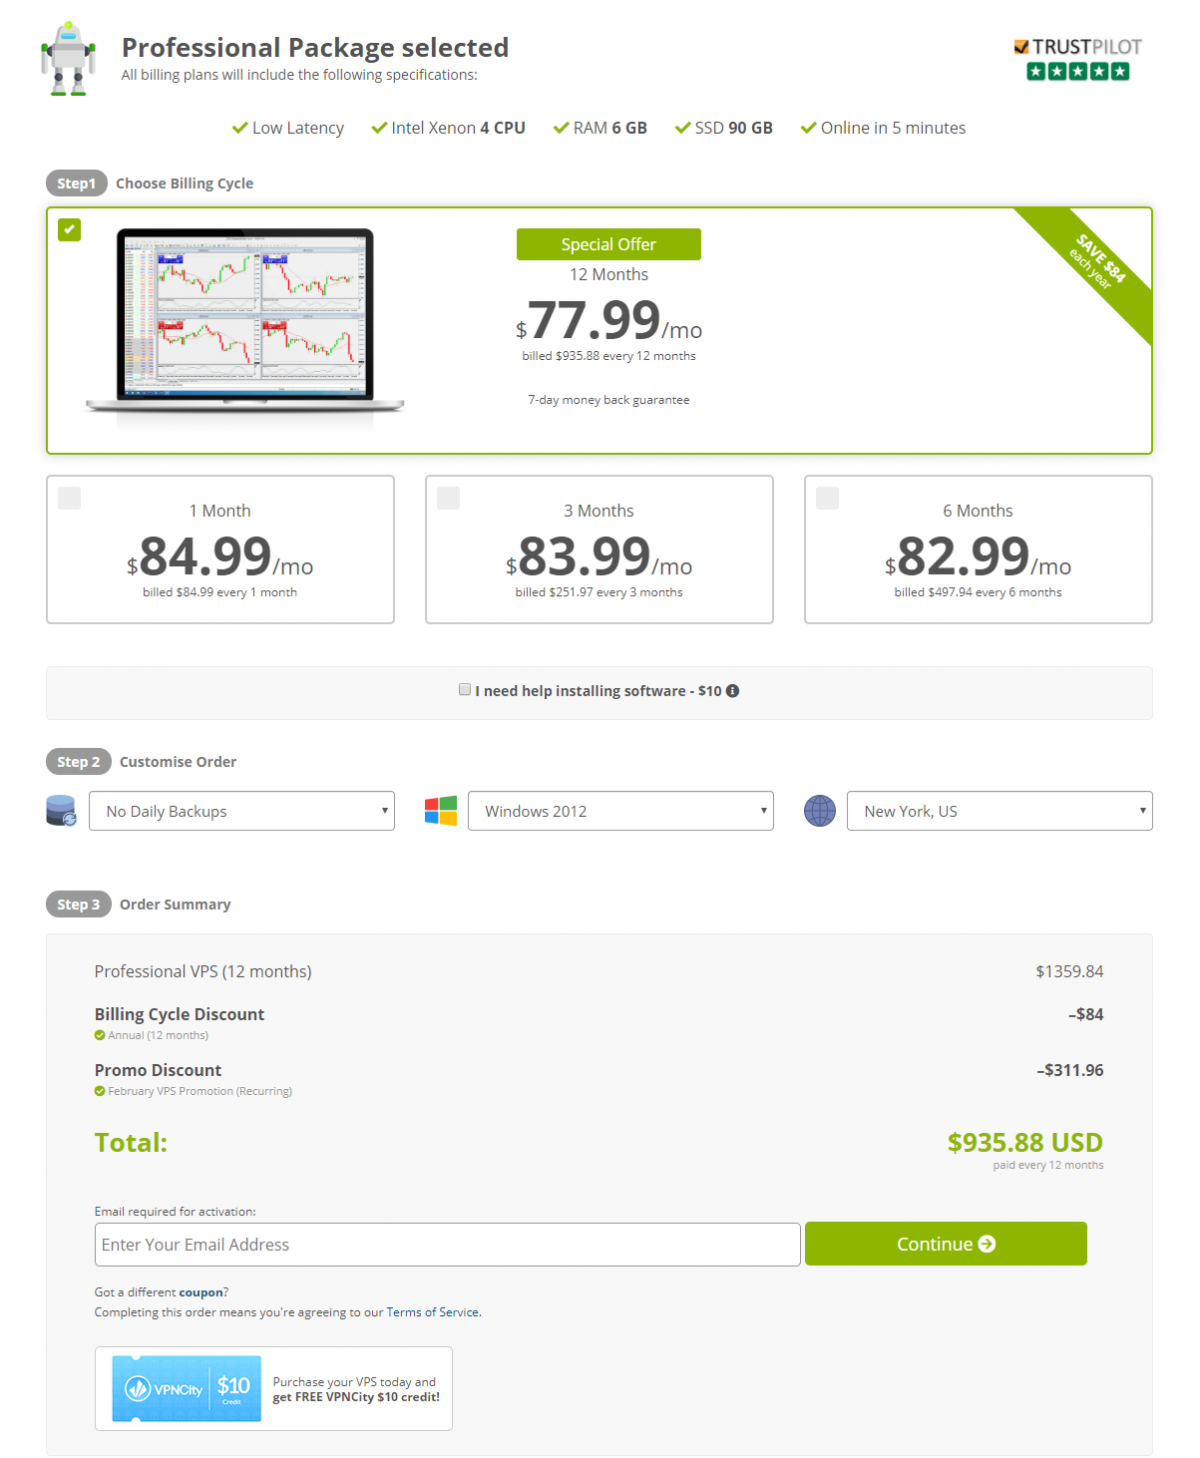 Professional Package selected
All billing plans will include the following specifications:
TRUSTPILOT
Low Latency
Intel Xenon 4 CPU
RAM 6 GB
SSD 90 GB
Online in 5 minutes
Step1 Choose Billing Cycle
Special Offer
12 Months
$77.99/mo
billed $935.88 every 12 months
7-day money back guarantee
SAVE $84
each year
1 Month
$84.99/mo
billed $84.99 every 1 month
3 Months
$83.99/mo
billed $251.97 every 3 months
6 Months
$82.99/mo
billed $497.94 every 6 months
I need help installing software - $10
Step 2 Customise Order
No Daily Backups
Windows 2012
New York, US
Step 3 Order Summary
Professional VPS (12 months) $1359.84
Billing Cycle Discount –$84
Annual (12 months)
Promo Discount –$311.96
February VPS Promotion (Recurring)
Total: $935.88 USD
paid every 12 months
Email required for activation:
Enter Your Email Address
Continue
Got a different coupon?
Completing this order means you're agreeing to our Terms of Service.
VPNCity $10
Credit
Purchase your VPS today and
get FREE VPNCity $10 credit!